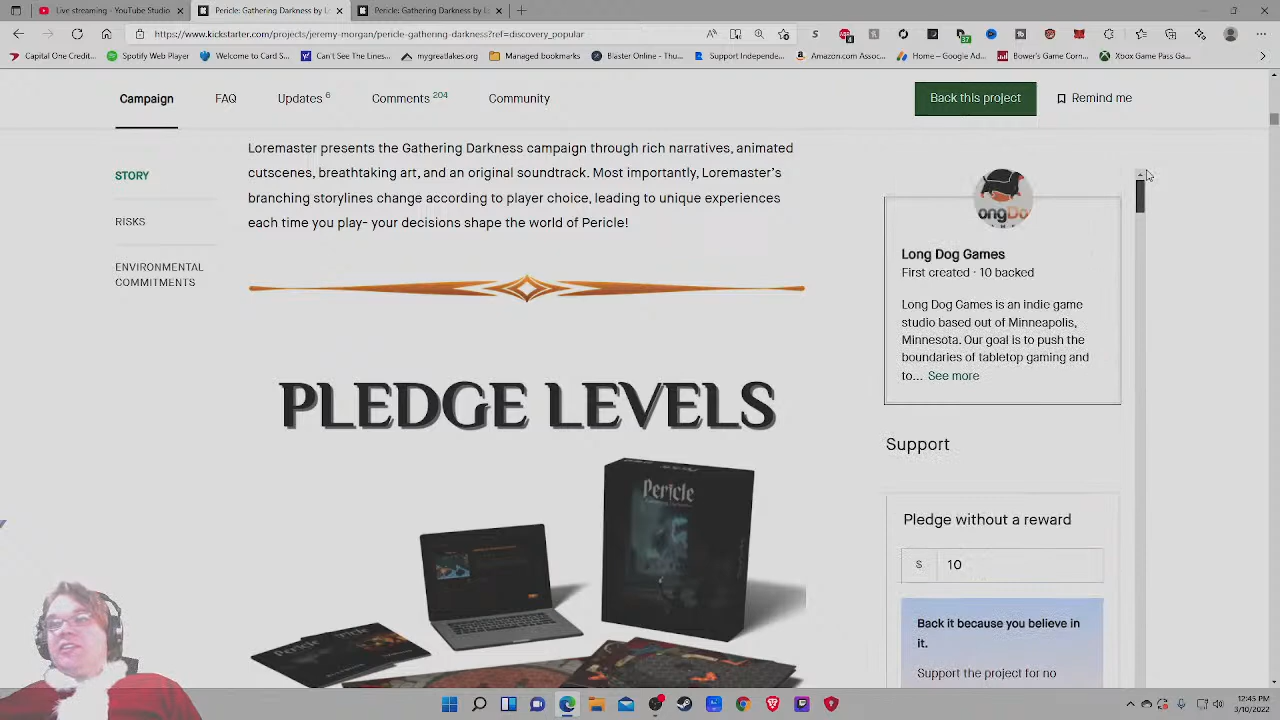 Live streaming - YouTube Studio
Pericle: Gathering Darkness by L
Pericle: Gathering Darkness by L
https://www.kickstarter.com/projects/jeremy-morgan/pericle-gathering-darkness?ref=discovery_popular
Capital One Credit...
Spotify Web Player
Welcome to Card S...
Can't See The Lines...
mygreatlakes.org
Managed bookmarks
Blaster Online - Thu...
Support Independe...
Amazon.com Assoc...
Google AdSense - H...
Bower's Game Corn...
Xbox Game Pass Ga...
Campaign
FAQ
Updates 6
Comments 204
Community
Back this project
Remind me
STORY
RISKS
ENVIRONMENTAL
COMMITMENTS
Loremaster presents the Gathering Darkness campaign through rich narratives, animated
cutscenes, breathtaking art, and an original soundtrack. Most importantly, Loremaster's
branching storylines change according to player choice, leading to unique experiences
each time you play- your decisions shape the world of Pericle!
PLEDGE LEVELS
Pericle
Pericle
ongDo
Long Dog Games
First created · 10 backed
Long Dog Games is an indie game
studio based out of Minneapolis,
Minnesota. Our goal is to push the
boundaries of tabletop gaming and
to... See more
Support
Pledge without a reward
$ 10
Back it because you believe in
it.
Support the project for no
12:45 PM
3/10/2022